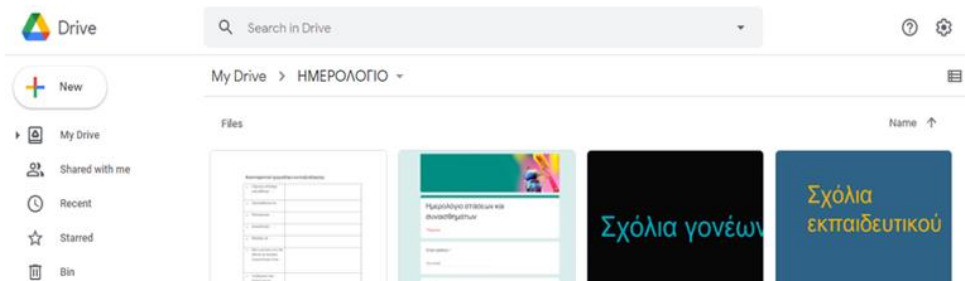 Drive
Search in Drive
New
My Drive > ΗΜΕΡΟΛΟΓΙΟ
Files
Name
My Drive
Shared with me
Recent
Starred
Bin
Ημερολόγιο στάσεων και
συναισθημάτων
Σχόλια γονέων
Σχόλια
εκπαιδευτικού